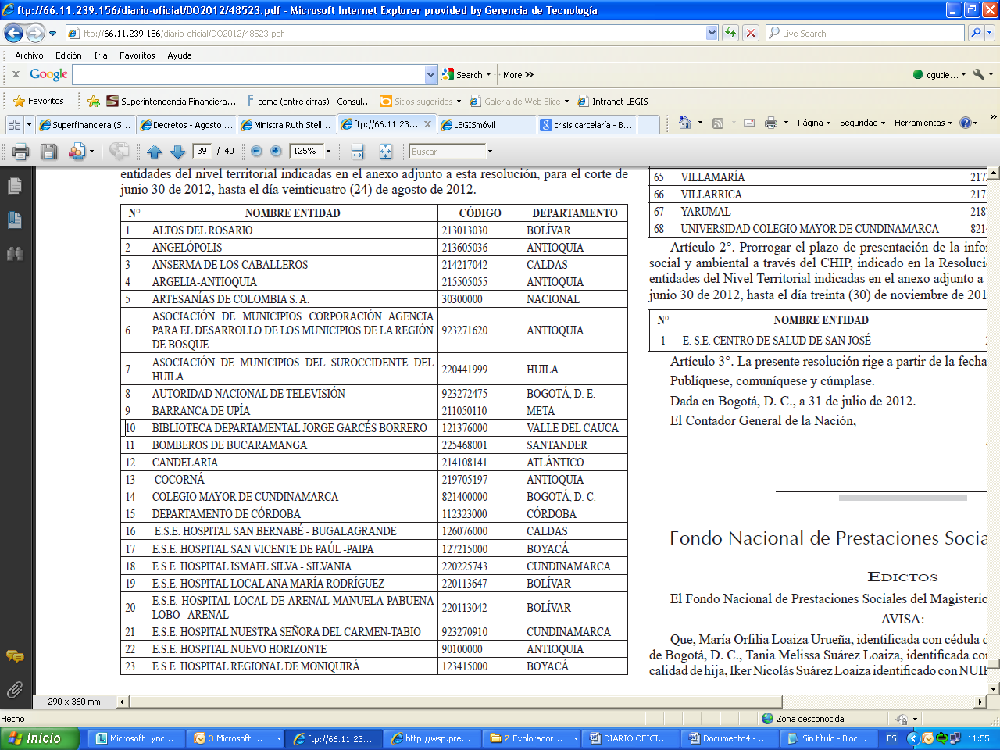 ftp://66.11.239.156/diario-oficial/DO2012/48523.pdf - Microsoft Internet Explorer provided by Gerencia de Tecnología
ftp://66.11.239.156/diario-oficial/DO2012/48523.pdf
Live Search
Archivo Edición Ir a Favoritos Ayuda
x Google Search More »
cgutie...
Favoritos Superintendencia Financiera... coma (entre cifras) - Consul... Sitios sugeridos Galería de Web Slice Intranet LEGIS
Superfinanciera (S... Decretos - Agosto ... Ministra Ruth Stell... ftp://66.11.23... LEGISmóvil crisis carcelaría - B... Página Seguridad Herramientas »
39 / 40 125% Buscar
entidades del nivel territorial indicadas en el anexo adjunto a esta resolución, para el corte de
junio 30 de 2012, hasta el día veinticuatro (24) de agosto de 2012.
N° NOMBRE ENTIDAD CÓDIGO DEPARTAMENTO
1 ALTOS DEL ROSARIO 213013030 BOLÍVAR
2 ANGELÓPOLIS 213605036 ANTIOQUIA
3 ANSERMA DE LOS CABALLEROS 214217042 CALDAS
4 ARGELIA-ANTIOQUIA 215505055 ANTIOQUIA
5 ARTESANÍAS DE COLOMBIA S. A. 30300000 NACIONAL
6 ASOCIACIÓN DE MUNICIPIOS CORPORACIÓN AGENCIA
PARA EL DESARROLLO DE LOS MUNICIPIOS DE LA REGIÓN
DE BOSQUE 923271620 ANTIOQUIA
7 ASOCIACIÓN DE MUNICIPIOS DEL SUROCCIDENTE DEL
HUILA 220441999 HUILA
8 AUTORIDAD NACIONAL DE TELEVISIÓN 923272475 BOGOTÁ, D. E.
9 BARRANCA DE UPÍA 211050110 META
10 BIBLIOTECA DEPARTAMENTAL JORGE GARCÉS BORRERO 121376000 VALLE DEL CAUCA
11 BOMBEROS DE BUCARAMANGA 225468001 SANTANDER
12 CANDELARIA 214108141 ATLÁNTICO
13 COCORNÁ 219705197 ANTIOQUIA
14 COLEGIO MAYOR DE CUNDINAMARCA 821400000 BOGOTÁ, D. C.
15 DEPARTAMENTO DE CÓRDOBA 112323000 CÓRDOBA
16 E.S.E. HOSPITAL SAN BERNABÉ - BUGALAGRANDE 126076000 CALDAS
17 E.S.E. HOSPITAL SAN VICENTE DE PAÚL -PAIPA 127215000 BOYACÁ
18 E.S.E. HOSPITAL ISMAEL SILVA - SILVANIA 220225743 CUNDINAMARCA
19 E.S.E. HOSPITAL LOCAL ANA MARÍA RODRÍGUEZ 220113647 BOLÍVAR
20 E.S.E. HOSPITAL LOCAL DE ARENAL MANUELA PABUENA
LOBO - ARENAL 220113042 BOLÍVAR
21 E.S.E. HOSPITAL NUESTRA SEÑORA DEL CARMEN-TABIO 923270910 CUNDINAMARCA
22 E.S.E. HOSPITAL NUEVO HORIZONTE 90100000 ANTIOQUIA
23 E.S.E. HOSPITAL REGIONAL DE MONIQUIRÁ 123415000 BOYACÁ
65 VILLAMARÍA 217
66 VILLARRICA 217
67 YARUMAL 218
68 UNIVERSIDAD COLEGIO MAYOR DE CUNDINAMARCA 821
Artículo 2°. Prorrogar el plazo de presentación de la infor
social y ambiental a través del CHIP, indicado en la Resoluci
entidades del Nivel Territorial indicadas en el anexo adjunto a
junio 30 de 2012, hasta el día treinta (30) de noviembre de 201
N° NOMBRE ENTIDAD
1 E. S.E. CENTRO DE SALUD DE SAN JOSÉ
Artículo 3°. La presente resolución rige a partir de la fecha
Publíquese, comuníquese y cúmplase.
Dada en Bogotá, D. C., a 31 de julio de 2012.
El Contador General de la Nación,
Fondo Nacional de Prestaciones Socia
EDICTOS
El Fondo Nacional de Prestaciones Sociales del Magisterio
AVISA:
Que, María Orfilia Loaiza Urueña, identificada con cédula d
de Bogotá, D. C., Tania Melissa Suárez Loaiza, identificada con
calidad de hija, Iker Nicolás Suárez Loaiza identificado con NUIP
290 x 360 mm
Hecho Zona desconocida
Inicio Microsoft Lync... 3 Microsoft ... ftp://66.11.23... http://wsp.pre... 2 Explorador... DIARIO OFICI... Documento4 - ... Sin título - Bloc... ES 11:55